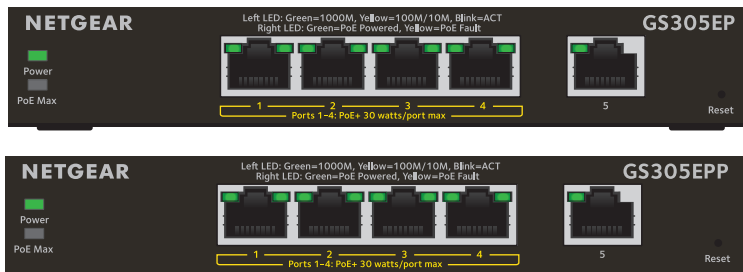 NETGEAR
Left LED: Green=1000M, Yellow=100M/10M, Blink=ACT
Right LED: Green=PoE Powered, Yellow=PoE Fault
GS305EP
Power
PoE Max
1 2 3 4
Ports 1-4: PoE+ 30 watts/port max
5
Reset
NETGEAR
Left LED: Green=1000M, Yellow=100M/10M, Blink=ACT
Right LED: Green=PoE Powered, Yellow=PoE Fault
GS305EPP
Power
PoE Max
1 2 3 4
Ports 1-4: PoE+ 30 watts/port max
5
Reset